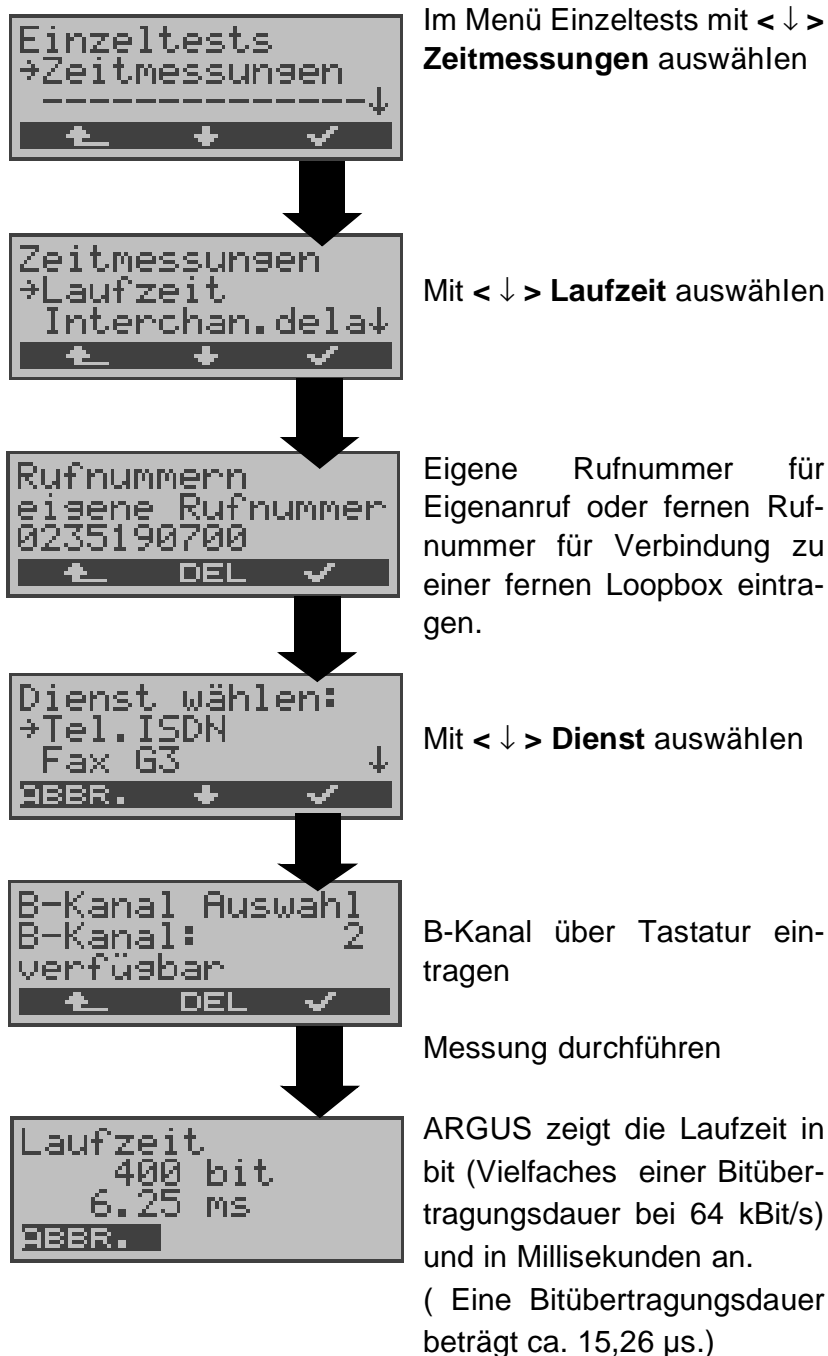 Einzeltests
→Zeitmessungen
---------------↓
Im Menü Einzeltests mit < ↓ >
Zeitmessungen auswählen
Zeitmessungen
→Laufzeit
Interchan.dela↓
Mit < ↓ > Laufzeit auswählen
Rufnummern
eigene Rufnummer
0235190700
DEL
Eigene Rufnummer für
Eigenanruf oder fernen Ruf-
nummer für Verbindung zu
einer fernen Loopbox eintra-
gen.
Dienst wählen:
→Tel.ISDN
Fax G3 ↓
ABBR.
Mit < ↓ > Dienst auswählen
B-Kanal Auswahl
B-Kanal: 2
verfügbar
DEL
B-Kanal über Tastatur ein-
tragen
Messung durchführen
Laufzeit
400 bit
6.25 ms
ABBR.
ARGUS zeigt die Laufzeit in
bit (Vielfaches einer Bitüber-
tragungsdauer bei 64 kBit/s)
und in Millisekunden an.
( Eine Bitübertragungsdauer
beträgt ca. 15,26 µs.)